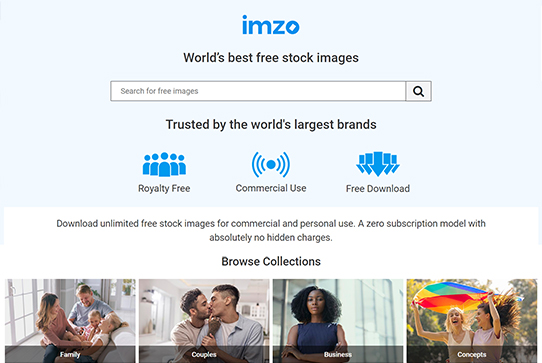 imzo
World's best free stock images
Search for free images
Trusted by the world's largest brands
Royalty Free
Commercial Use
Free Download
Download unlimited free stock images for commercial and personal use. A zero subscription model with
absolutely no hidden charges.
Browse Collections
Family
Couples
Business
Concepts